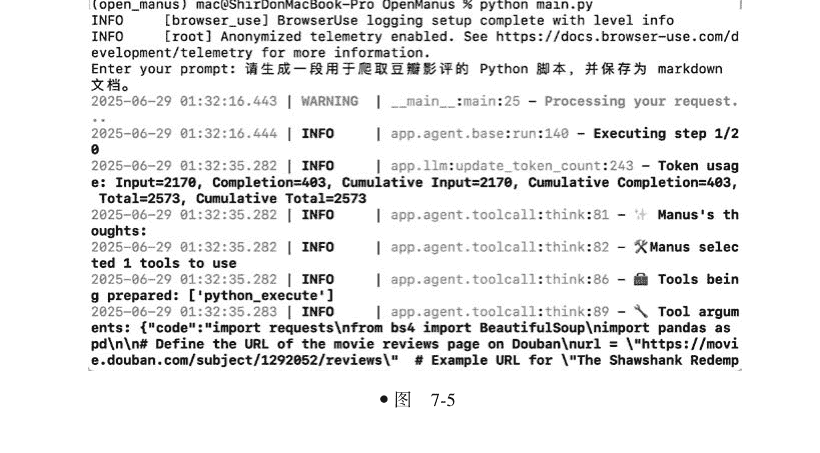 (open_manus) mac@ShirDonMacBook-Pro OpenManus % python main.py
INFO     [browser_use] BrowserUse logging setup complete with level info
INFO     [root] Anonymized telemetry enabled. See https://docs.browser-use.com/d
evelopment/telemetry for more information.
Enter your prompt: 请生成一段用于爬取豆瓣影评的 Python 脚本，并保存为 markdown
文档。
2025-06-29 01:32:16.443 | WARNING  | __main__:main:25 - Processing your request.
..
2025-06-29 01:32:16.444 | INFO     | app.agent.base:run:140 - Executing step 1/2
0
2025-06-29 01:32:35.282 | INFO     | app.llm:update_token_count:243 - Token usag
e: Input=2170, Completion=403, Cumulative Input=2170, Cumulative Completion=403,
 Total=2573, Cumulative Total=2573
2025-06-29 01:32:35.282 | INFO     | app.agent.toolcall:think:81 - ✨ Manus's th
oughts:
2025-06-29 01:32:35.282 | INFO     | app.agent.toolcall:think:82 - 🛠️Manus selec
ted 1 tools to use
2025-06-29 01:32:35.282 | INFO     | app.agent.toolcall:think:86 - 🧰 Tools bein
g prepared: ['python_execute']
2025-06-29 01:32:35.283 | INFO     | app.agent.toolcall:think:89 - 🔧 Tool argum
ents: {"code":"import requests\nfrom bs4 import BeautifulSoup\nimport pandas as
pd\n\n# Define the URL of the movie reviews page on Douban\nurl = \"https://movi
e.douban.com/subject/1292052/reviews\"  # Example URL for \"The Shawshank Redemp
●图 7-5